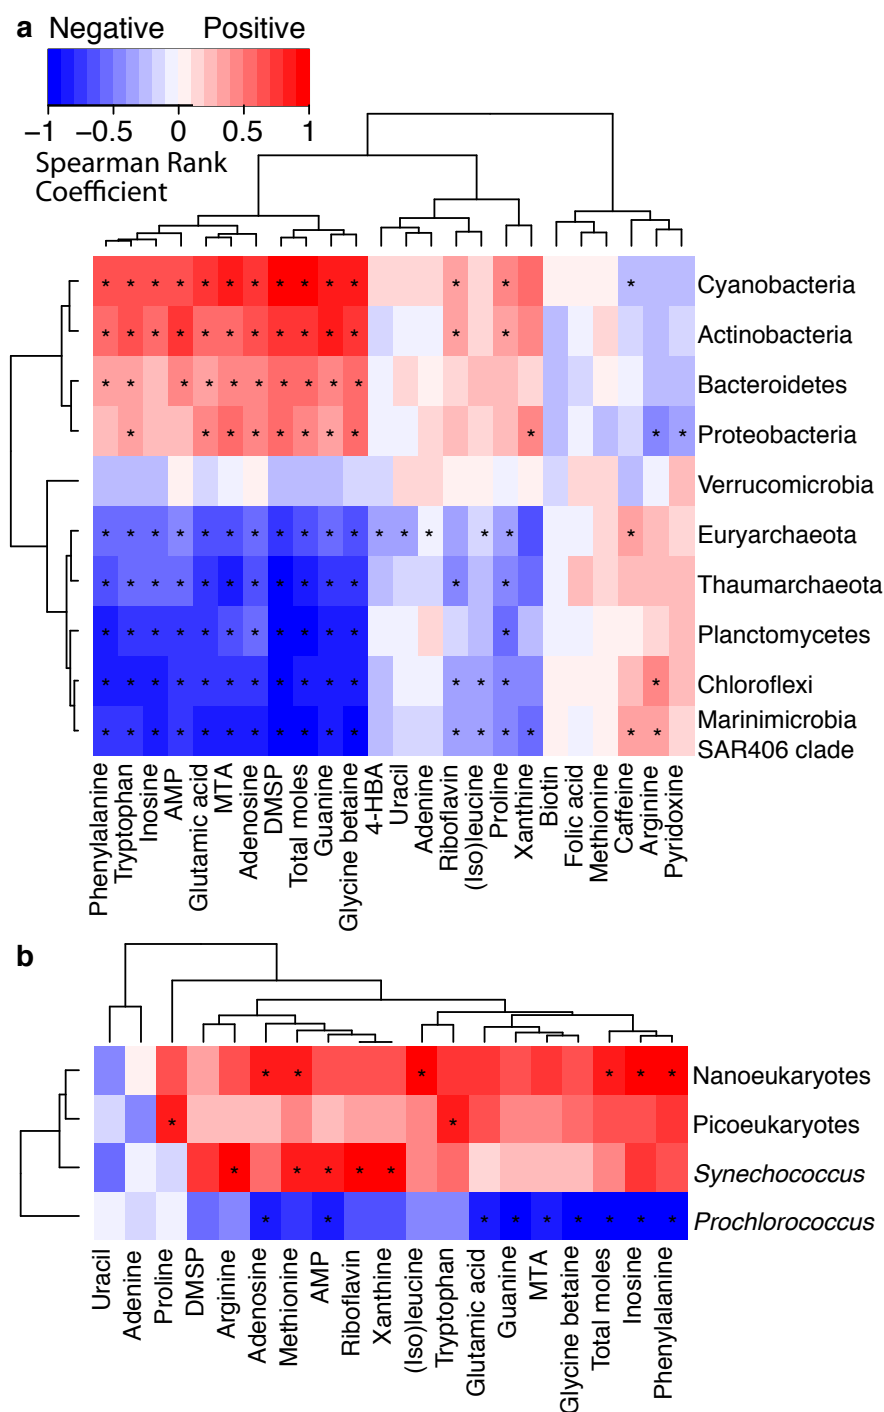 a
Negative Positive
−1 −0.5 0 0.5 1
Spearman Rank
Coefficient
* * * * * * * * * * * * * * Cyanobacteria
* * * * * * * * * * * * * Actinobacteria
* * * * * * * * * * Bacteroidetes
* * * * * * * * * * * Proteobacteria
Verrucomicrobia
* * * * * * * * * * * * * * * * * Euryarchaeota
* * * * * * * * * * * * * Thaumarchaeota
* * * * * * * * * * * * Planctomycetes
* * * * * * * * * * * * * * * Chloroflexi
* * * * * * * * * * * * * * * * * Marinimicrobia
SAR406 clade
Phenylalanine
Tryptophan
Inosine
AMP
Glutamic acid
MTA
Adenosine
DMSP
Total moles
Guanine
Glycine betaine
4-HBA
Uracil
Adenine
Riboflavin
(Iso)leucine
Proline
Xanthine
Biotin
Folic acid
Methionine
Caffeine
Arginine
Pyridoxine
b
* * * * * * Nanoeukaryotes
* * Picoeukaryotes
* * * * * Synechococcus
* * * * * * * * * Prochlorococcus
Uracil
Adenine
Proline
DMSP
Arginine
Adenosine
Methionine
AMP
Riboflavin
Xanthine
(Iso)leucine
Tryptophan
Glutamic acid
Guanine
MTA
Glycine betaine
Total moles
Inosine
Phenylalanine